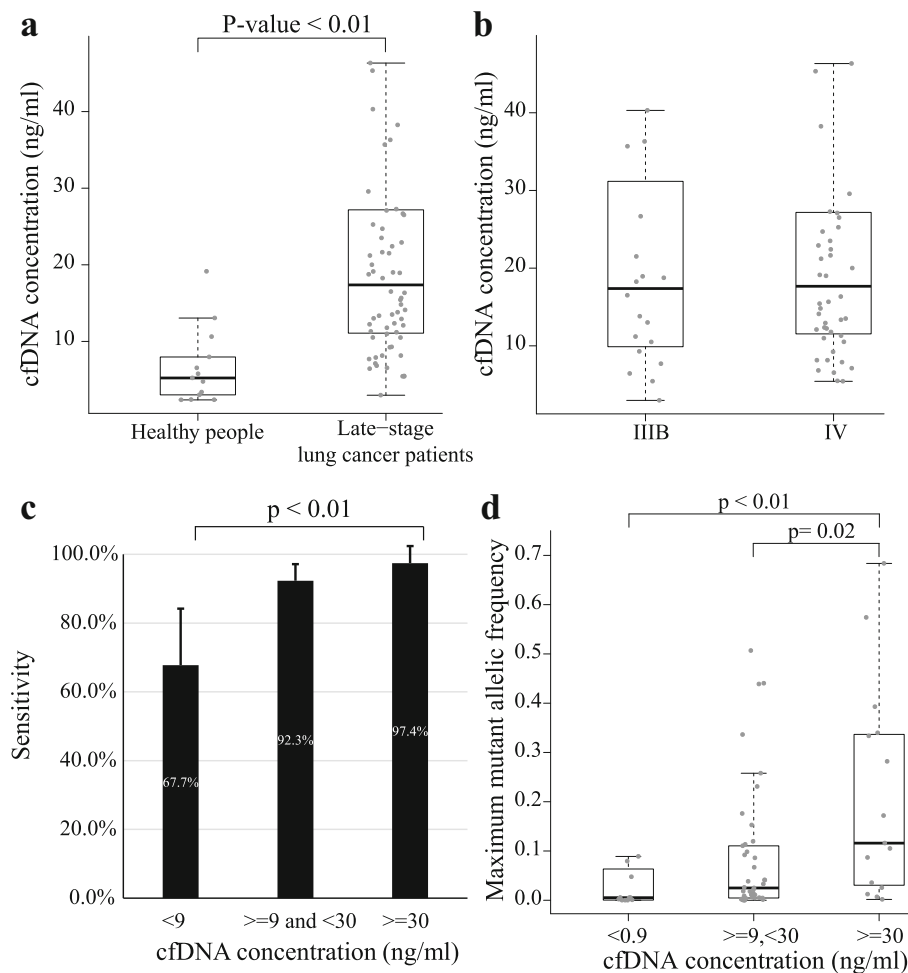 a
P-value < 0.01
cfDNA concentration (ng/ml)
40
30
20
10
Healthy people
Late−stage
lung cancer patients
b
cfDNA concentration (ng/ml)
40
30
20
10
IIIB
IV
c
p < 0.01
Sensitivity
100.0%
80.0%
60.0%
40.0%
20.0%
0.0%
67.7%
92.3%
97.4%
<9
>=9 and <30
>=30
cfDNA concentration (ng/ml)
d
p < 0.01
p= 0.02
Maximum mutant allelic frequency
0.7
0.6
0.5
0.4
0.3
0.2
0.1
0.0
<0.9
>=9,<30
>=30
cfDNA concentration (ng/ml)